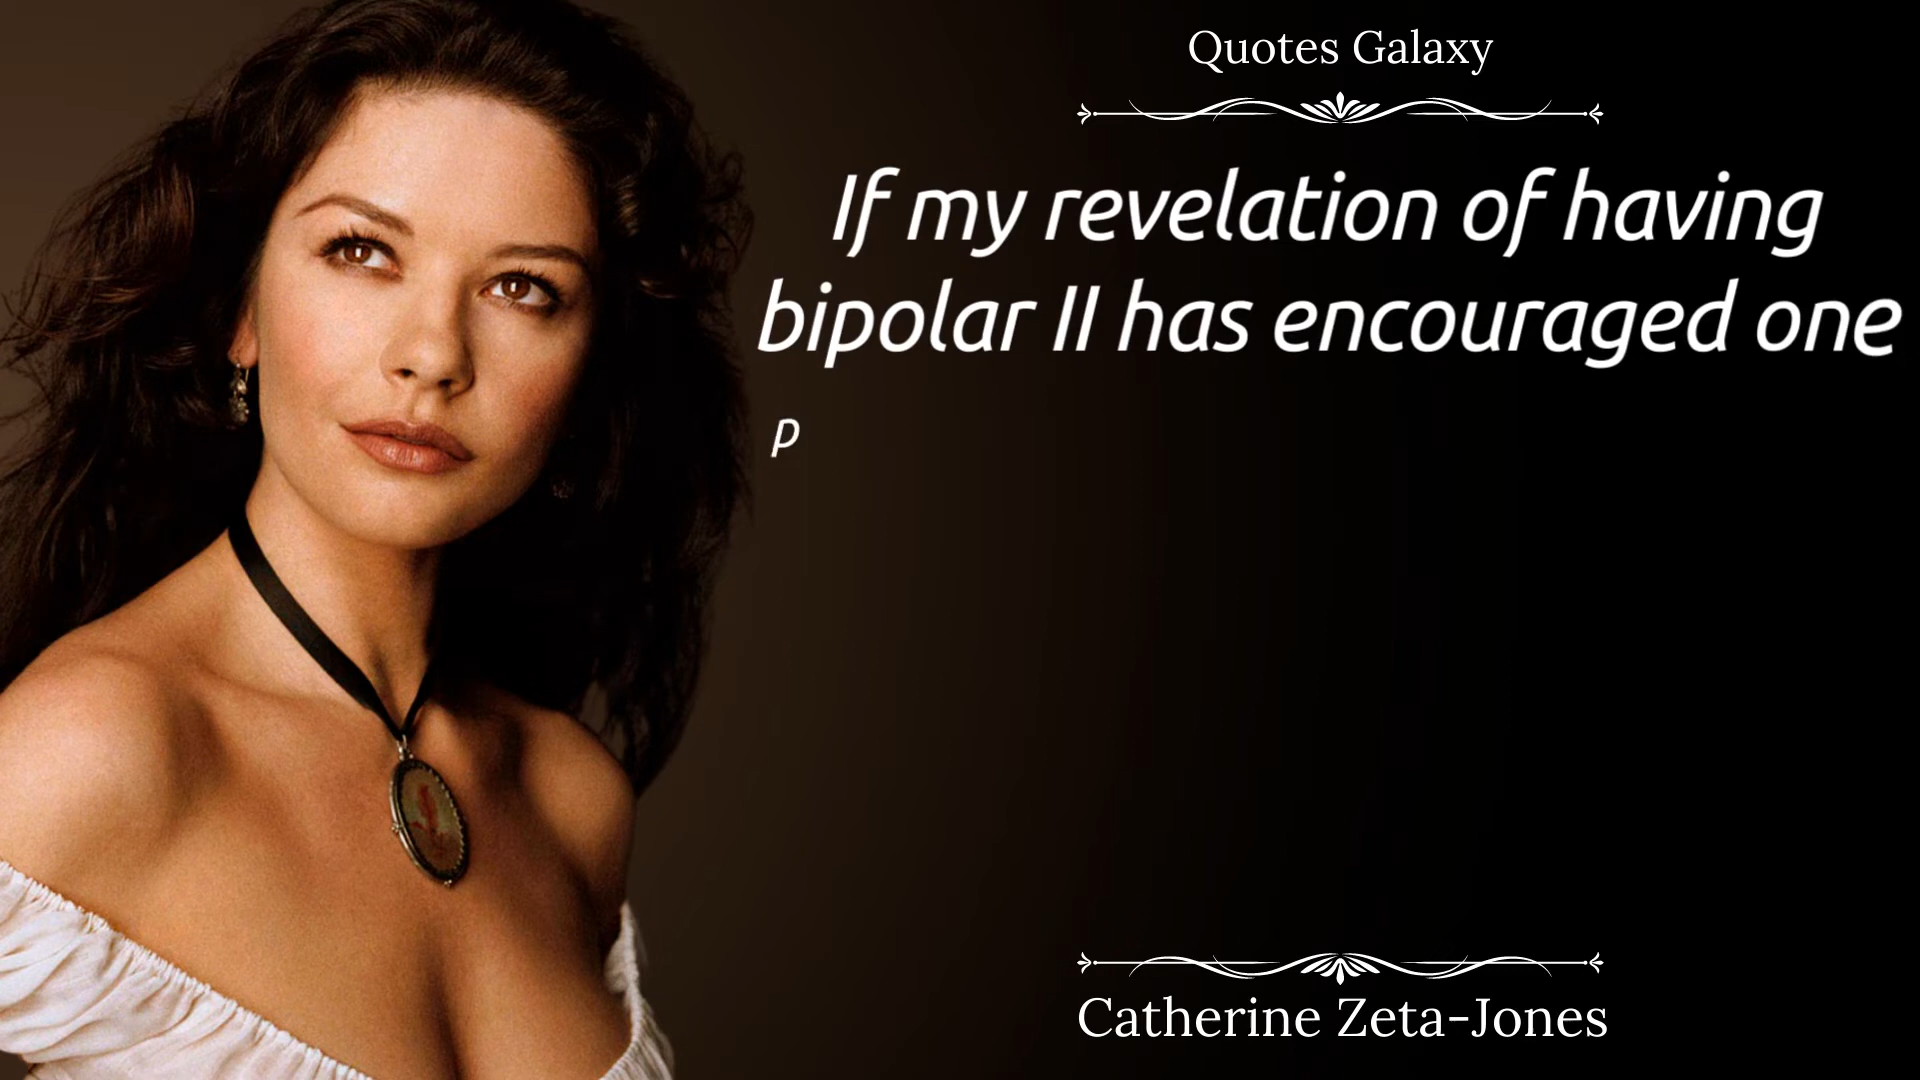 Quotes Galaxy
If my revelation of having
bipolar II has encouraged one
p
Catherine Zeta-Jones